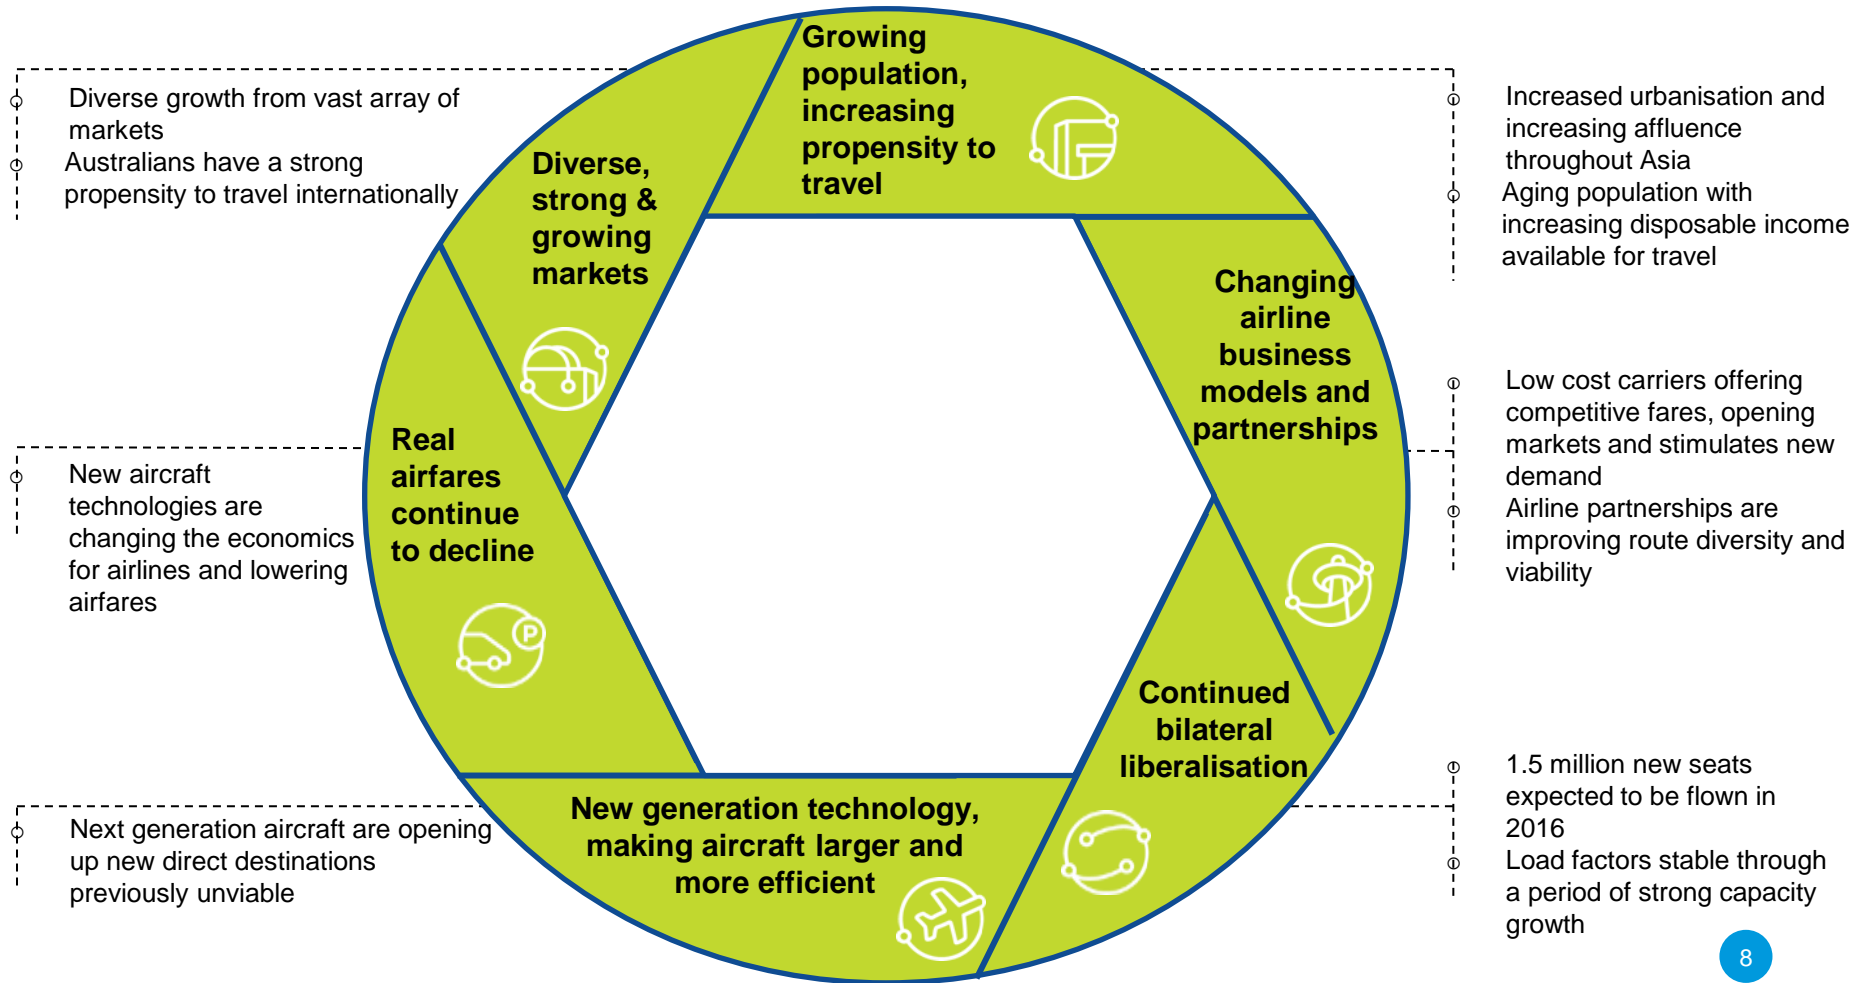 Growing
population,
increasing
propensity to
travel
Diverse growth from vast array of
markets
Australians have a strong
propensity to travel internationally
Increased urbanisation and
increasing affluence
throughout Asia
Aging population with
increasing disposable income
available for travel
Diverse,
strong &
growing
markets
Changing
airline
business
models and
partnerships
Low cost carriers offering
competitive fares, opening
markets and stimulates new
demand
Airline partnerships are
improving route diversity and
viability
Real
airfares
continue
to decline
New aircraft
technologies are
changing the economics
for airlines and lowering
airfares
P
Continued
bilateral
liberalisation
1.5 million new seats
expected to be flown in
2016
Load factors stable through
a period of strong capacity
growth
New generation technology,
making aircraft larger and
more efficient
Next generation aircraft are opening
up new direct destinations
previously unviable
8